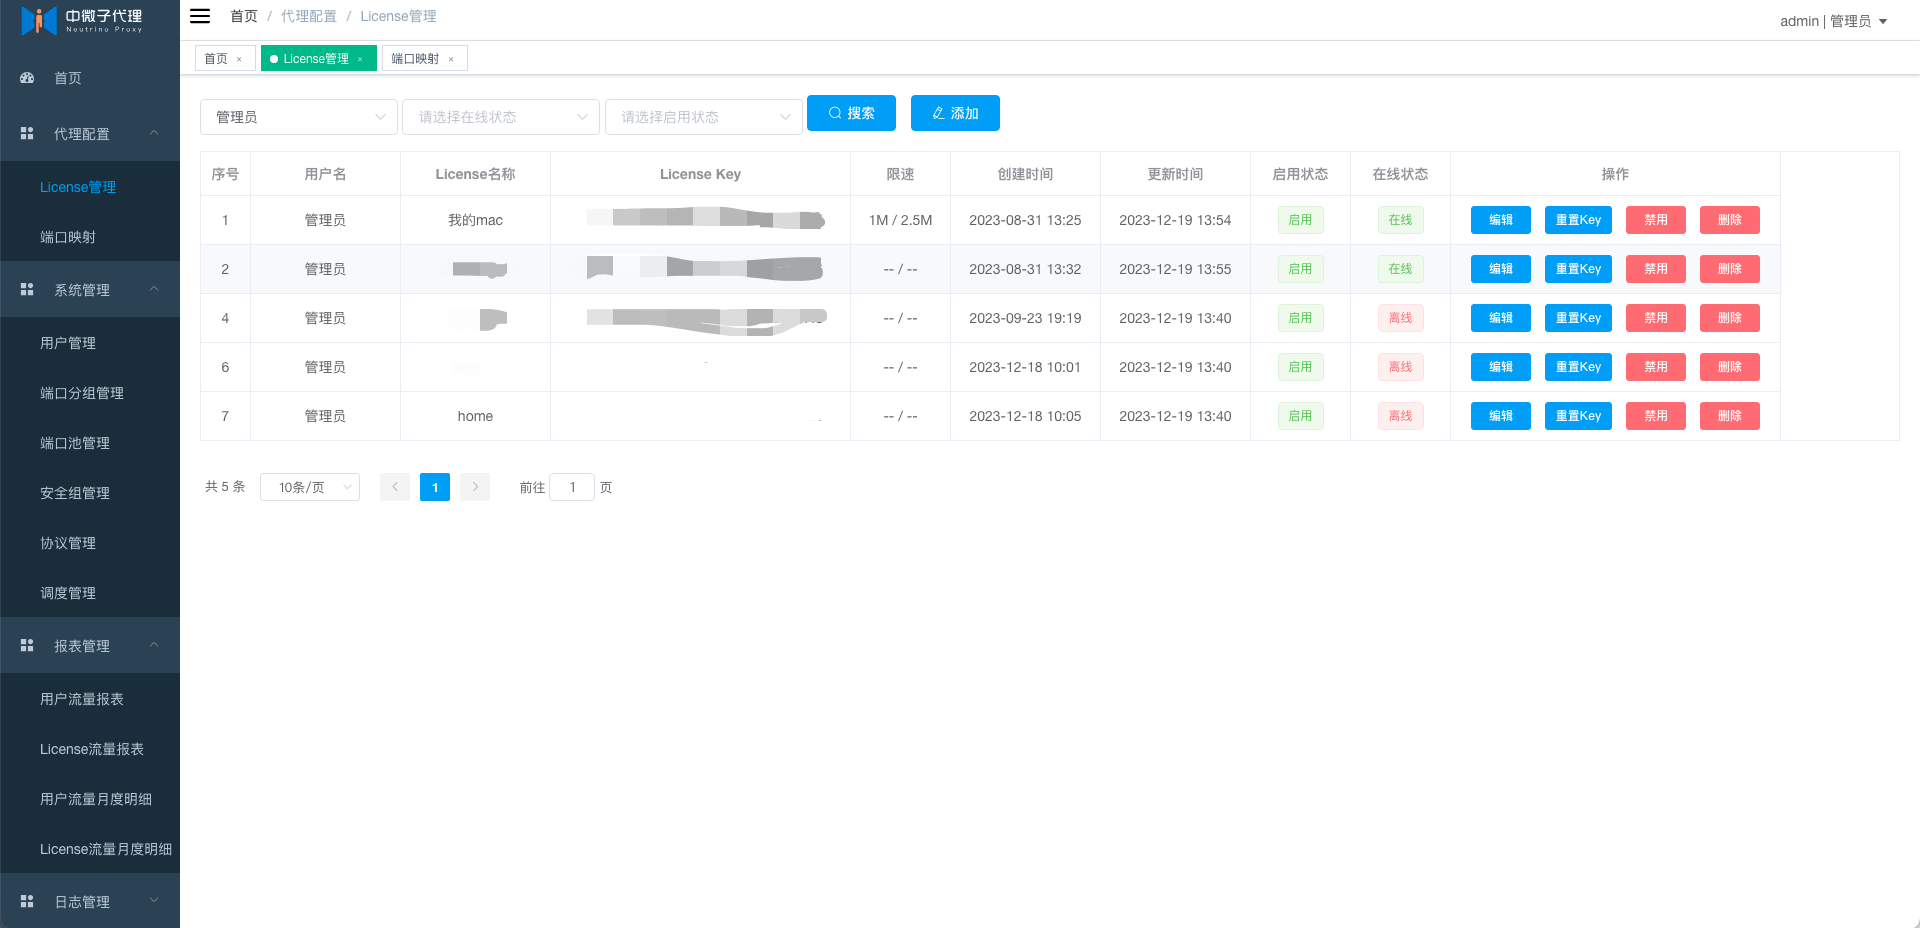 中微子代理
Neutrino Proxy
首页 / 代理配置 / License管理
admin | 管理员
首页 ×
License管理 ×
端口映射 ×
首页
代理配置
License管理
端口映射
系统管理
用户管理
端口分组管理
端口池管理
安全组管理
协议管理
调度管理
报表管理
用户流量报表
License流量报表
用户流量月度明细
License流量月度明细
日志管理
管理员 请选择在线状态 请选择启用状态 搜索 添加
序号 用户名 License名称 License Key 限速 创建时间 更新时间 启用状态 在线状态 操作
1 管理员 我的mac 1M / 2.5M 2023-08-31 13:25 2023-12-19 13:54 启用 在线 编辑 重置Key 禁用 删除
2 管理员 -- / -- 2023-08-31 13:32 2023-12-19 13:55 启用 在线 编辑 重置Key 禁用 删除
4 管理员 -- / -- 2023-09-23 19:19 2023-12-19 13:40 启用 离线 编辑 重置Key 禁用 删除
6 管理员 -- / -- 2023-12-18 10:01 2023-12-19 13:40 启用 离线 编辑 重置Key 禁用 删除
7 管理员 home -- / -- 2023-12-18 10:05 2023-12-19 13:40 启用 离线 编辑 重置Key 禁用 删除
共 5 条 10条/页 1 前往 1 页